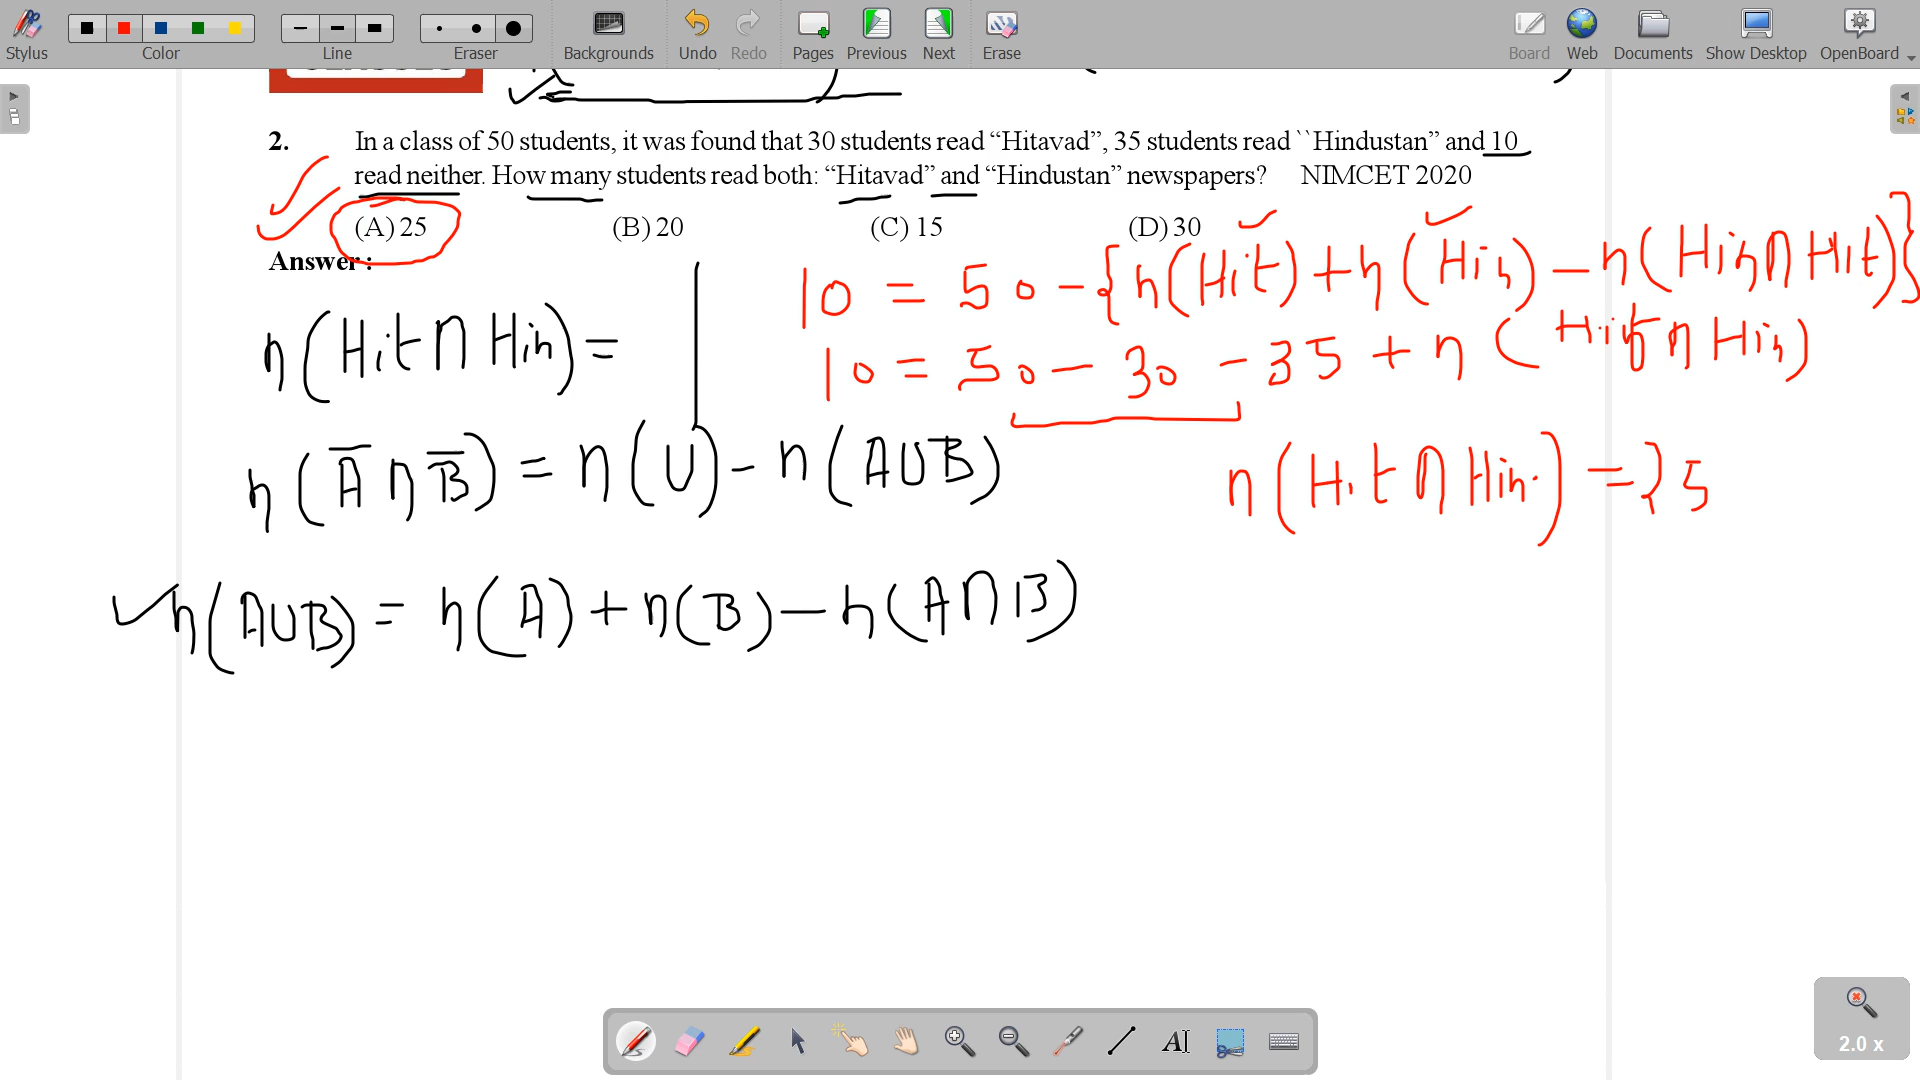 Stylus Color Line Eraser Backgrounds Undo Redo Pages Previous Next Erase Board Web Documents Show Desktop OpenBoard
2. In a class of 50 students, it was found that 30 students read “Hitavad”, 35 students read ``Hindustan” and 10
read neither. How many students read both: “Hitavad” and “Hindustan” newspapers? NIMCET 2020
(A) 25 (B) 20 (C) 15 (D) 30
Answer :
10 = 50 - {n(Hit) + n(Hin) - n(Hin ∩ Hit)}
n(Hit ∩ Hin) =
10 = 50 - 30 - 35 + n(Hit ∩ Hin)
n(A̅ ∩ B̅) = n(U) - n(A∪B)
n(Hit ∩ Hin) = 25
n(A∪B) = n(A) + n(B) - n(A∩B)
2.0 x